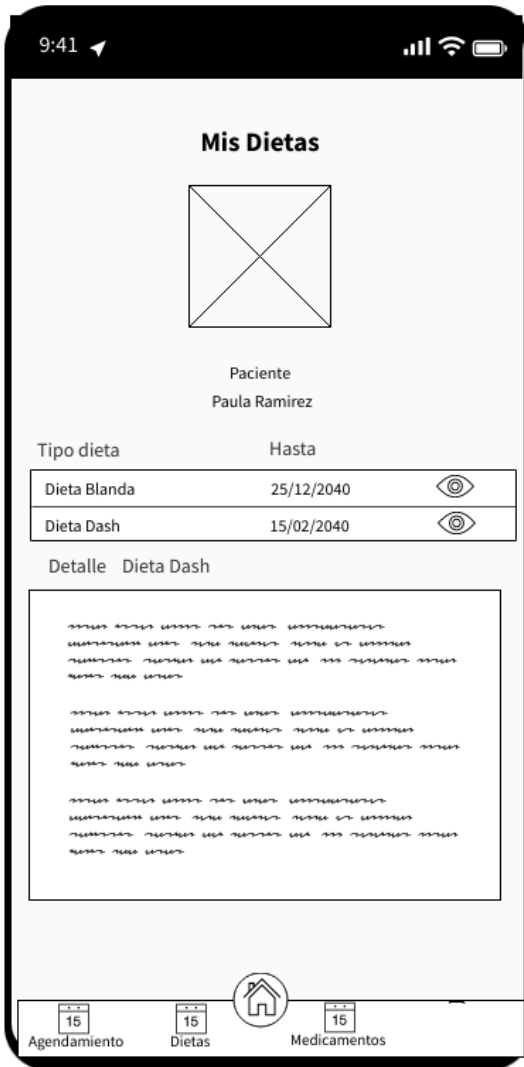 9:41
Mis Dietas
Paciente
Paula Ramirez
Tipo dieta Hasta
Dieta Blanda 25/12/2040
Dieta Dash 15/02/2040
Detalle Dieta Dash
15 15 15
Agendamiento Dietas Medicamentos